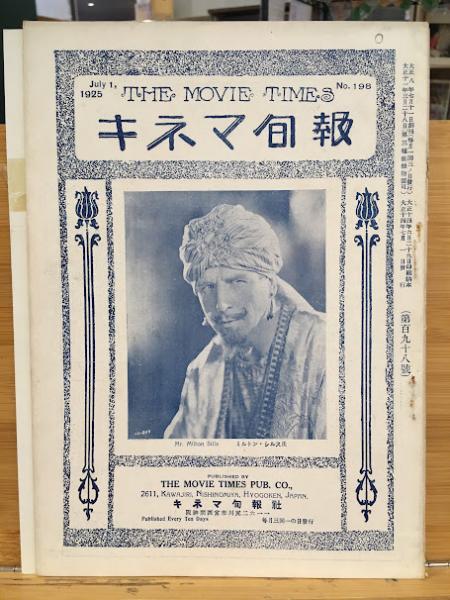 July 1,
1925
THE MOVIE TIMES
No. 198
キネマ旬報
Mr. Milton Sills
ミルトン・シルス氏
PUBLISHED BY
THE MOVIE TIMES PUB. CO.,
2611, KAWAJIRI, NISHINOMIYA, HYOGOKEN, JAPAN.
キネマ旬報社
Published Every Ten Days
毎月三回一の日發行
(第百九十八號)